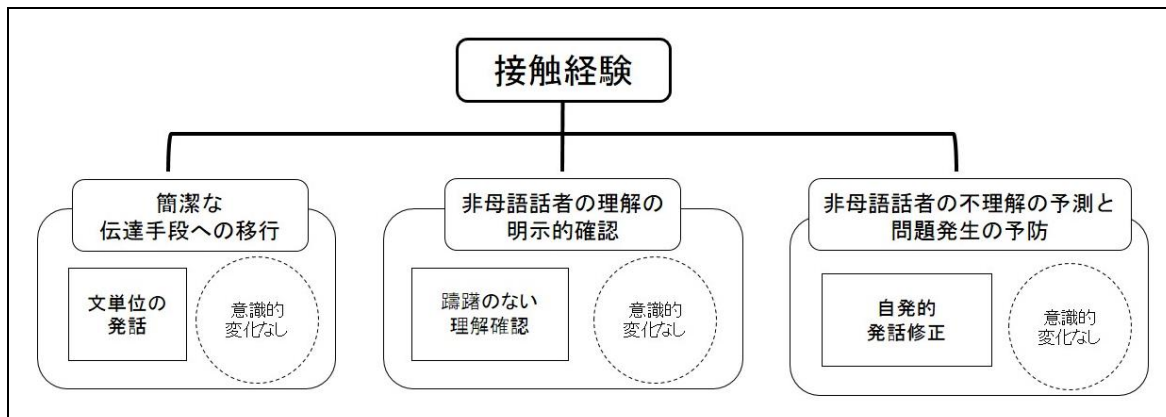 接触経験
簡潔な
伝達手段への移行
文単位の
発話
意識的
変化なし
非母語話者の理解の
明示的確認
躊躇のない
理解確認
意識的
変化なし
非母語話者の不理解の予測と
問題発生の予防
自発的
発話修正
意識的
変化なし